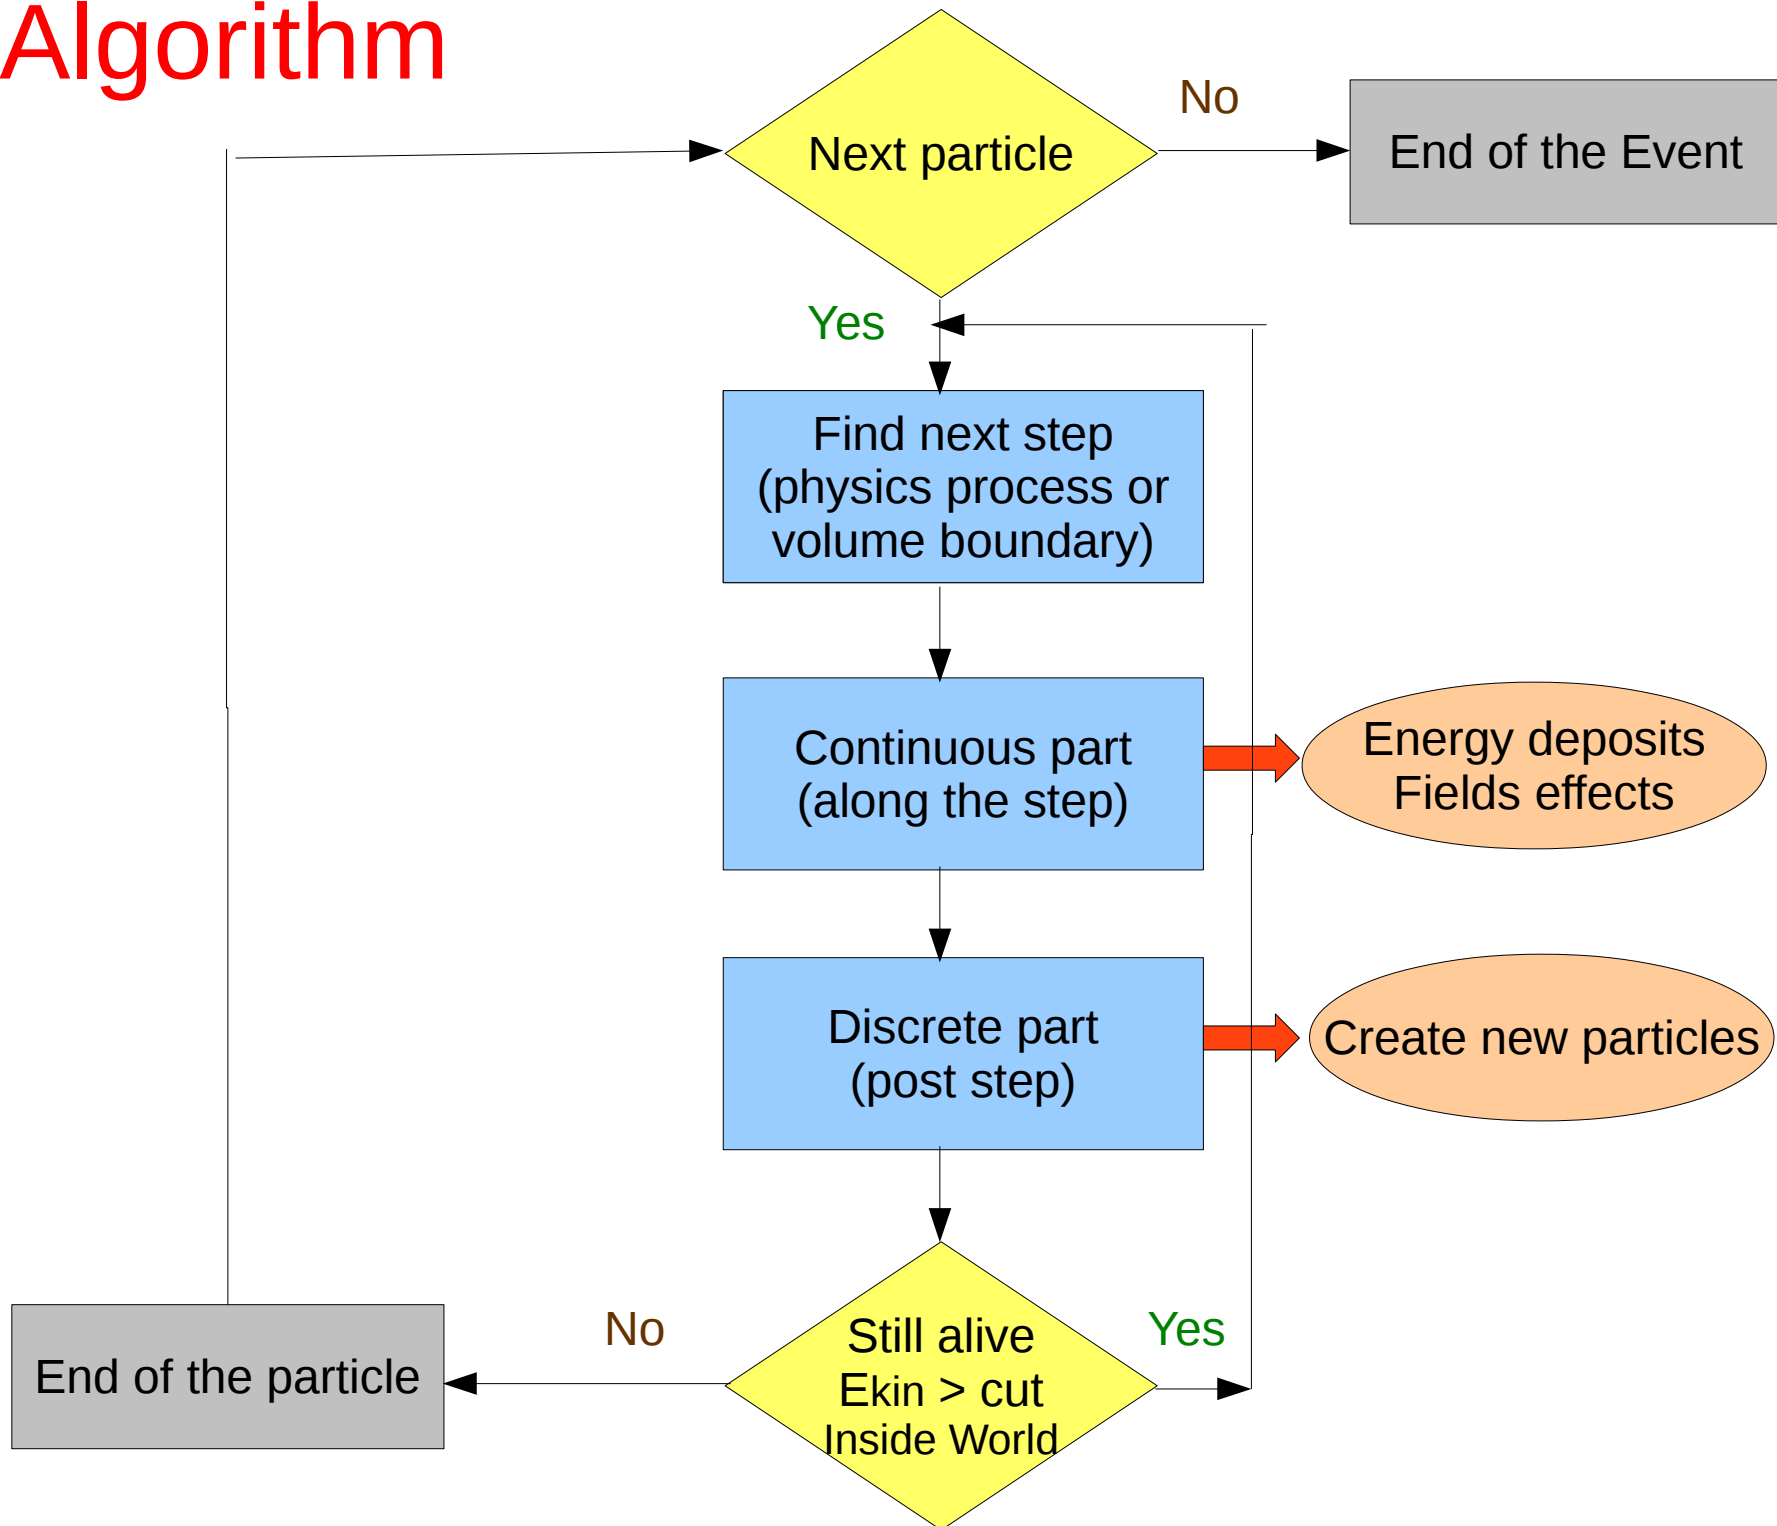 Algorithm
Next particle
No
End of the Event
Yes
Find next step
(physics process or
volume boundary)
Continuous part
(along the step)
Energy deposits
Fields effects
Discrete part
(post step)
Create new particles
Still alive
Ekin > cut
Inside World
No
Yes
End of the particle